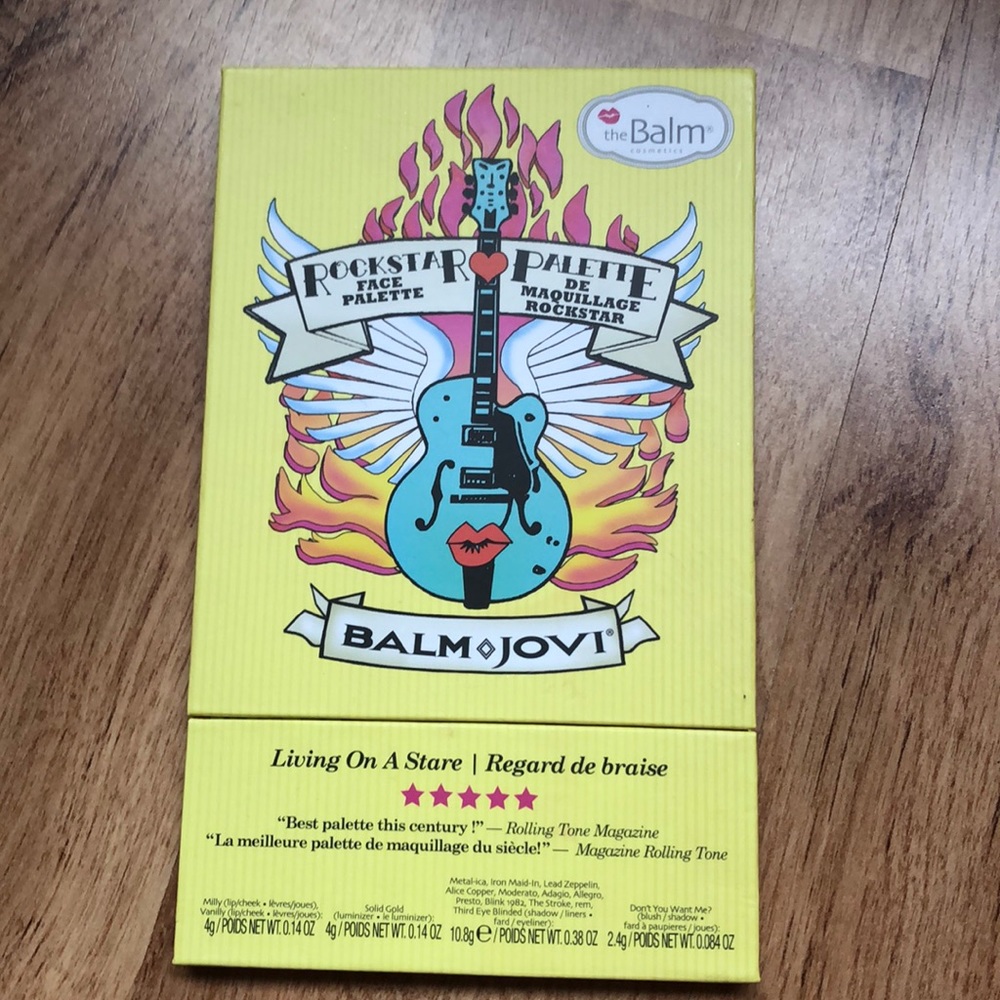 theBalm®
cosmetics
ROCKSTAR PALETTE
FACE
PALETTE
DE
MAQUILLAGE
ROCKSTAR
BALM JOVI®
Living On A Stare | Regard de braise
“Best palette this century !” — Rolling Tone Magazine
“La meilleure palette de maquillage du siècle!” — Magazine Rolling Tone
Milly (lip/cheek • lèvres/joues),
Vanilly (lip/cheek • lèvres/joues):
4g / POIDS NET WT. 0.14 OZ
Solid Gold
(luminizer • le luminizer):
4g / POIDS NET WT. 0.14 OZ
Metal-ica, Iron Maid-In, Lead Zeppelin,
Alice Copper, Moderato, Adagio, Allegro,
Presto, Blink 1982, The Stroke, rem,
Third Eye Blinded (shadow / liners •
fard / eyeliner):
10.8g ℮ / POIDS NET WT. 0.38 OZ
Don't You Want Me?
(blush / shadow •
fard à paupières / joues):
2.4g / POIDS NET WT. 0.084 OZ